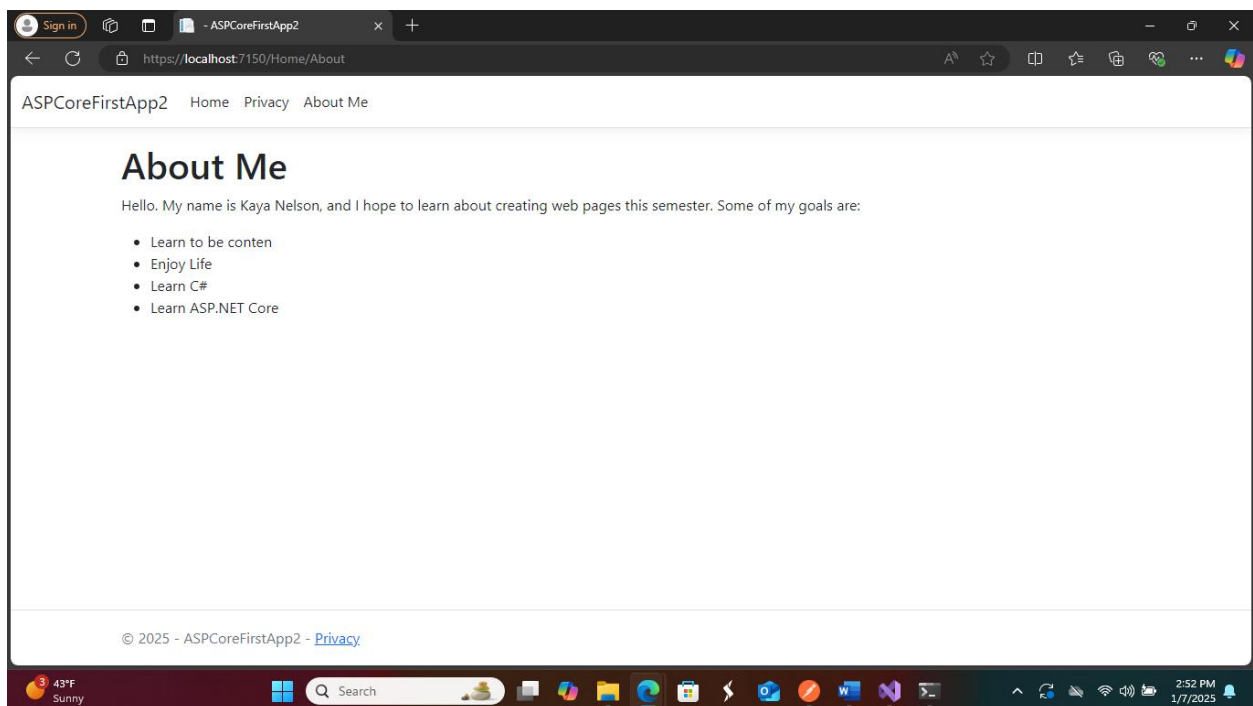 Sign in
- ASPCoreFirstApp2
https://localhost:7150/Home/About
ASPCoreFirstApp2 Home Privacy About Me
About Me
Hello. My name is Kaya Nelson, and I hope to learn about creating web pages this semester. Some of my goals are:
• Learn to be conten
• Enjoy Life
• Learn C#
• Learn ASP.NET Core
© 2025 - ASPCoreFirstApp2 - Privacy
3 43°F
Sunny
Search
2:52 PM
1/7/2025